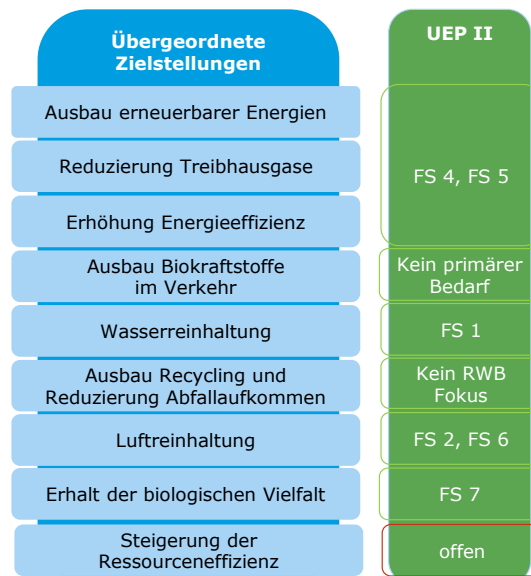 Übergeordnete
Zielstellungen
UEP II
Ausbau erneuerbarer Energien
Reduzierung Treibhausgase
FS 4, FS 5
Erhöhung Energieeffizienz
Ausbau Biokraftstoffe
im Verkehr
Kein primärer
Bedarf
Wasserreinhaltung
FS 1
Ausbau Recycling und
Reduzierung Abfallaufkommen
Kein RWB
Fokus
Luftreinhaltung
FS 2, FS 6
Erhalt der biologischen Vielfalt
FS 7
Steigerung der
Ressourceneffizienz
offen